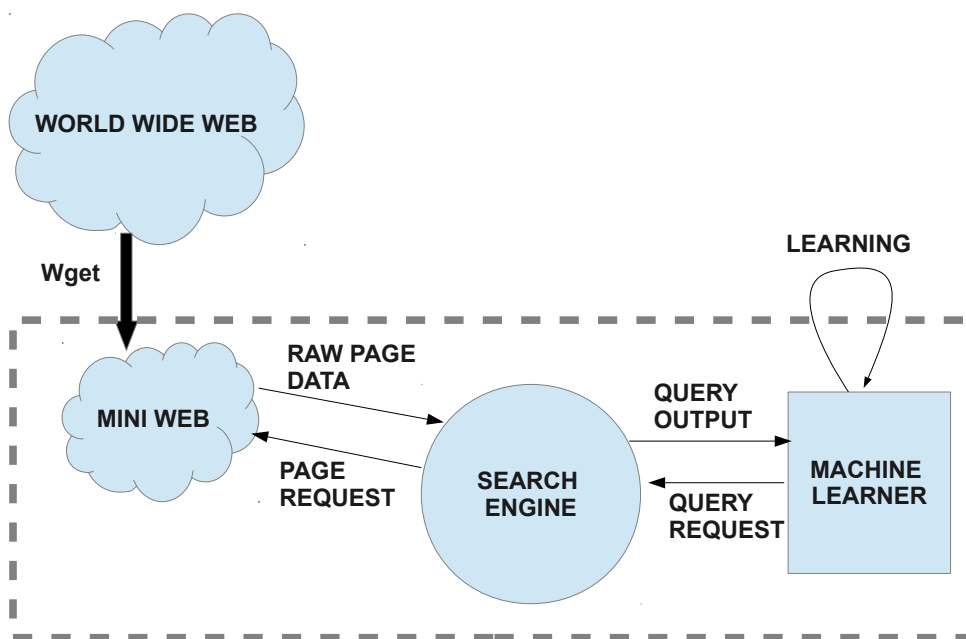 WORLD WIDE WEB
Wget
LEARNING
RAW PAGE
DATA
MINI WEB
PAGE
REQUEST
SEARCH
ENGINE
QUERY
OUTPUT
QUERY
REQUEST
MACHINE
LEARNER